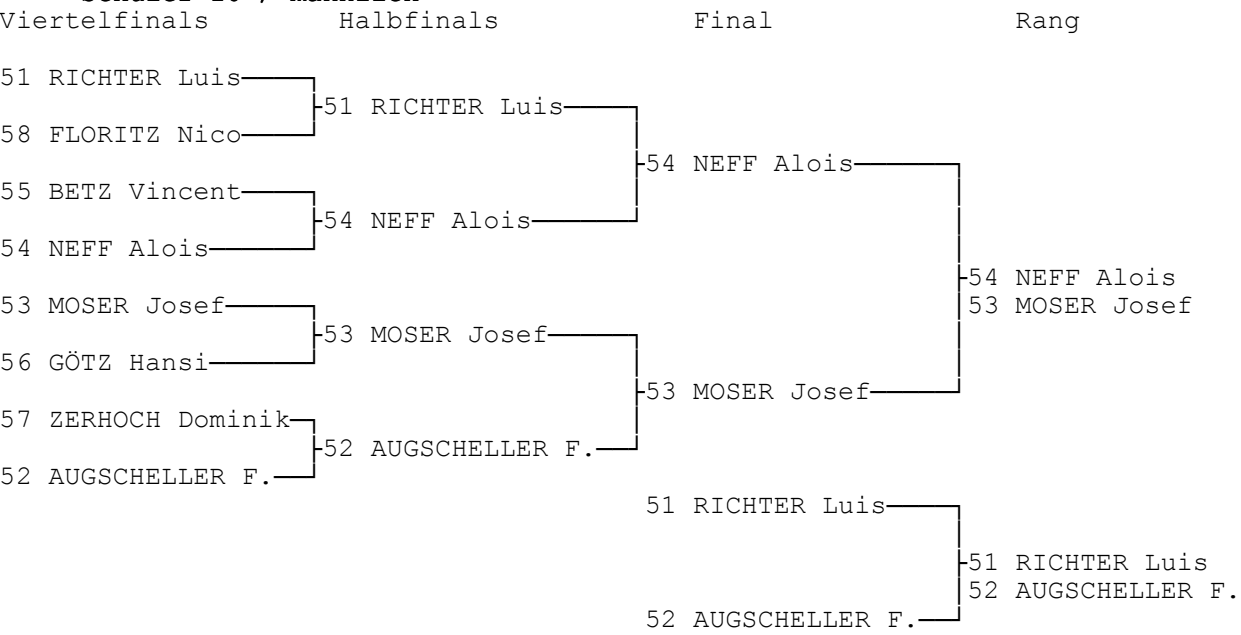 Schüler 10 / männlich
Viertelfinals Halbfinals Final Rang
51 RICHTER Luis
51 RICHTER Luis
58 FLORITZ Nico
54 NEFF Alois
55 BETZ Vincent
54 NEFF Alois
54 NEFF Alois
54 NEFF Alois
53 MOSER Josef 53 MOSER Josef
53 MOSER Josef
56 GÖTZ Hansi
53 MOSER Josef
57 ZERHOCH Dominik
52 AUGSCHELLER F.
52 AUGSCHELLER F.
51 RICHTER Luis
51 RICHTER Luis
52 AUGSCHELLER F.
52 AUGSCHELLER F.